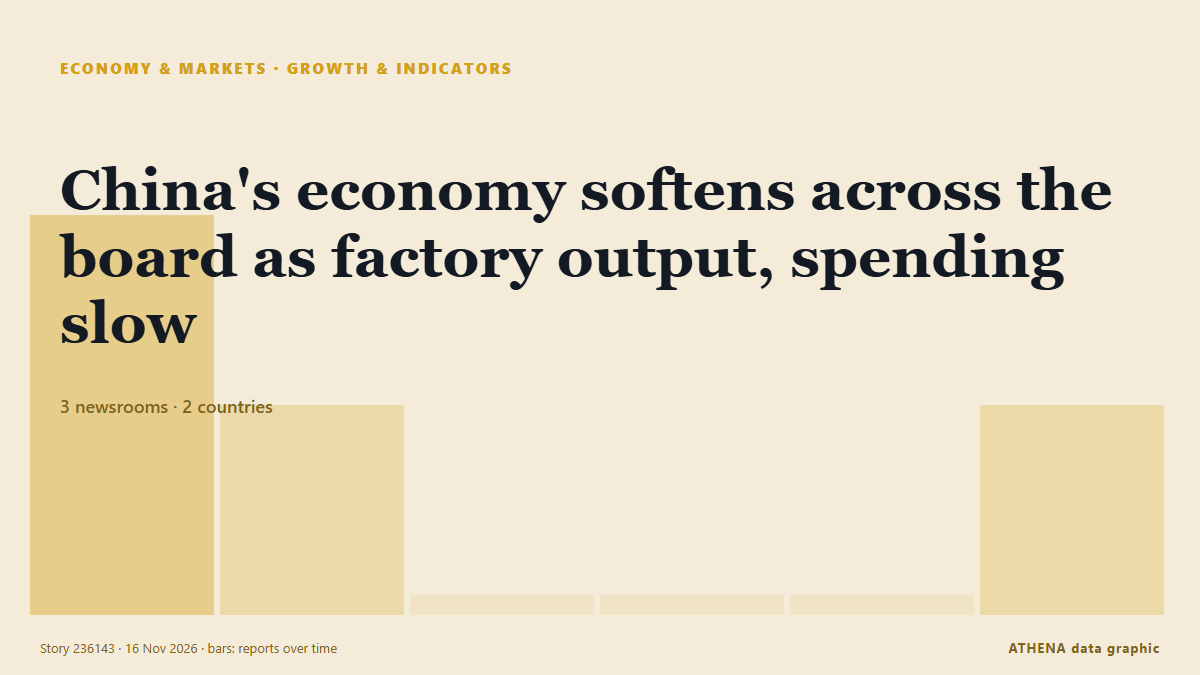 ECONOMY & MARKETS · GROWTH & INDICATORS
China's economy softens across the
board as factory output, spending
slow
3 newsrooms · 2 countries
Story 236143 · 16 Nov 2026 · bars: reports over time
ATHENA data graphic